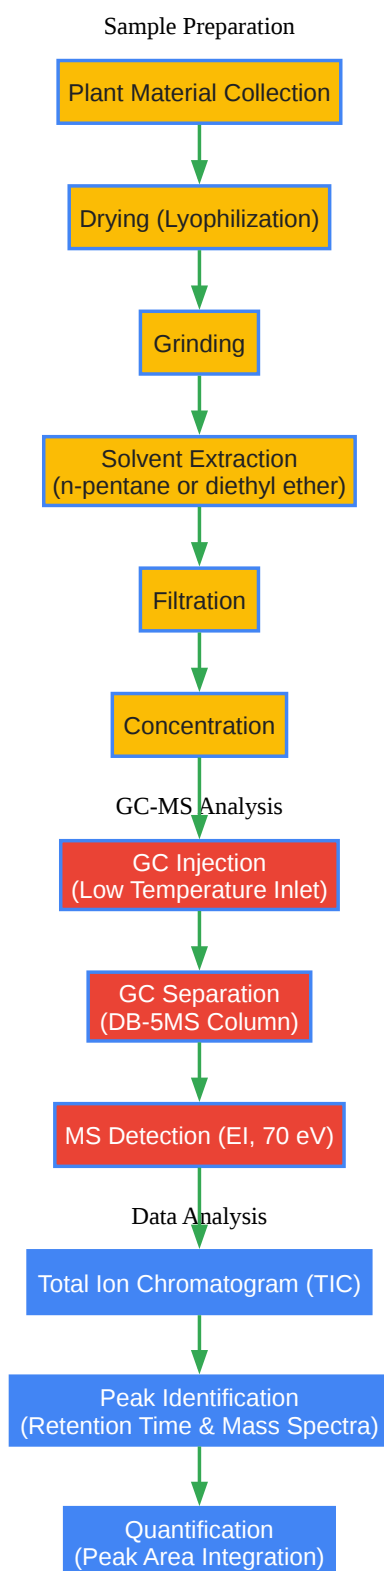 Sample Preparation
Plant Material Collection
Drying (Lyophilization)
Grinding
Solvent Extraction
(n-pentane or diethyl ether)
Filtration
Concentration
GC-MS Analysis
GC Injection
(Low Temperature Inlet)
GC Separation
(DB-5MS Column)
MS Detection (EI, 70 eV)
Data Analysis
Total Ion Chromatogram (TIC)
Peak Identification
(Retention Time & Mass Spectra)
Quantification
(Peak Area Integration)